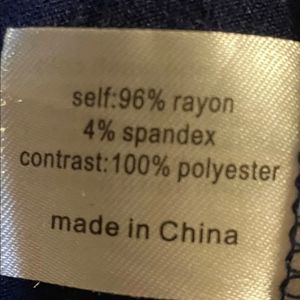 self:96% rayon
4% spandex
contrast:100% polyester
made in China